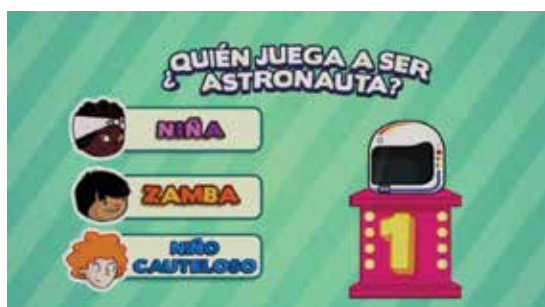 ¿QUIÉN JUEGA A SER
ASTRONAUTA?
NIÑA
ZAMBA
NIÑO
CAUTELOSO
1